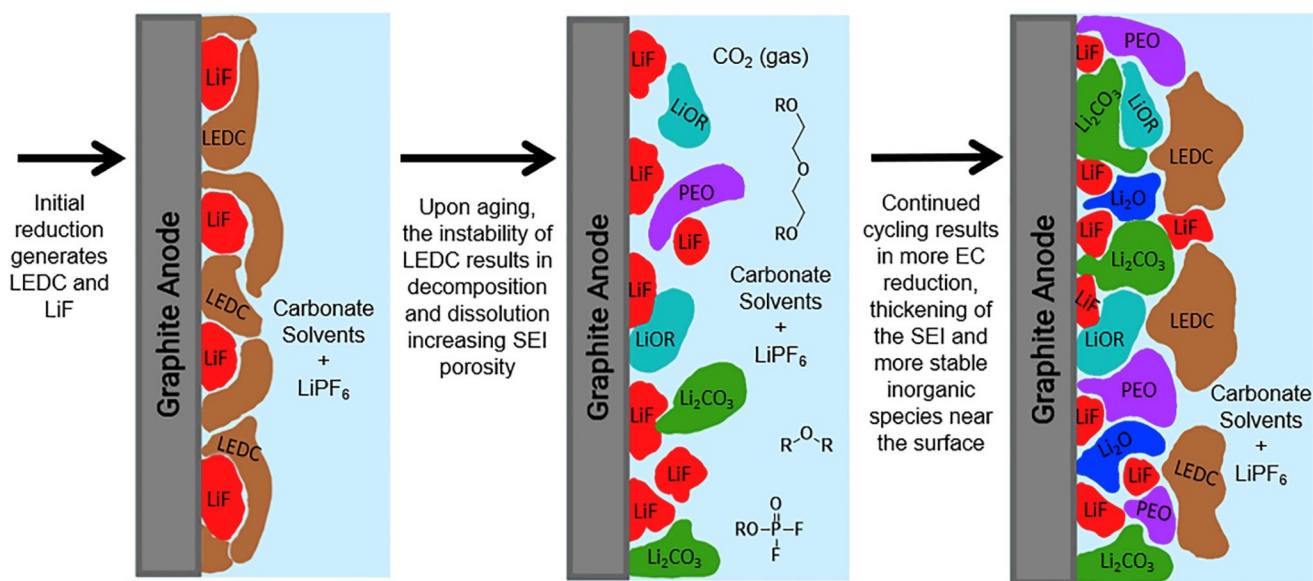 Initial
reduction
generates
LEDC and
LiF
Graphite Anode
LiF
LEDC
LiF
LEDC
LiF
LEDC
LiF
Carbonate
Solvents
+
LiPF₆
Upon aging,
the instability of
LEDC results in
decomposition
and dissolution
increasing SEI
porosity
Graphite Anode
LiF
CO₂ (gas)
LiOR
RO
O
RO
LiF
PEO
LiF
LiF
LiOR
Carbonate
Solvents
+
LiPF₆
Li₂CO₃
LiF
R O R
LiF
LiF
O
RO P F
F
Li₂CO₃
Continued
cycling results
in more EC
reduction,
thickening of
the SEI and
more stable
inorganic
species near
the surface
Graphite Anode
PEO
LiF
Li₂CO₃
LiOR
LEDC
LiF
Li₂O
LiF
LiF
Li₂CO₃
LiF
LEDC
LiOR
PEO
LiF
Carbonate
Solvents
+
LiPF₆
Li₂O
LiF
LEDC
LiF
PEO
Li₂CO₃